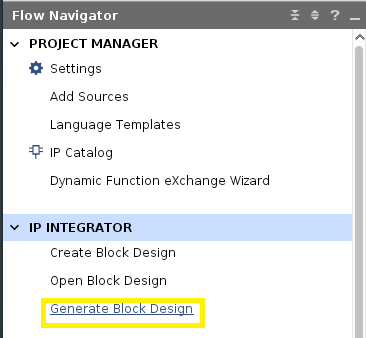 Flow Navigator ?
PROJECT MANAGER
Settings
Add Sources
Language Templates
IP Catalog
Dynamic Function eXchange Wizard
IP INTEGRATOR
Create Block Design
Open Block Design
Generate Block Design